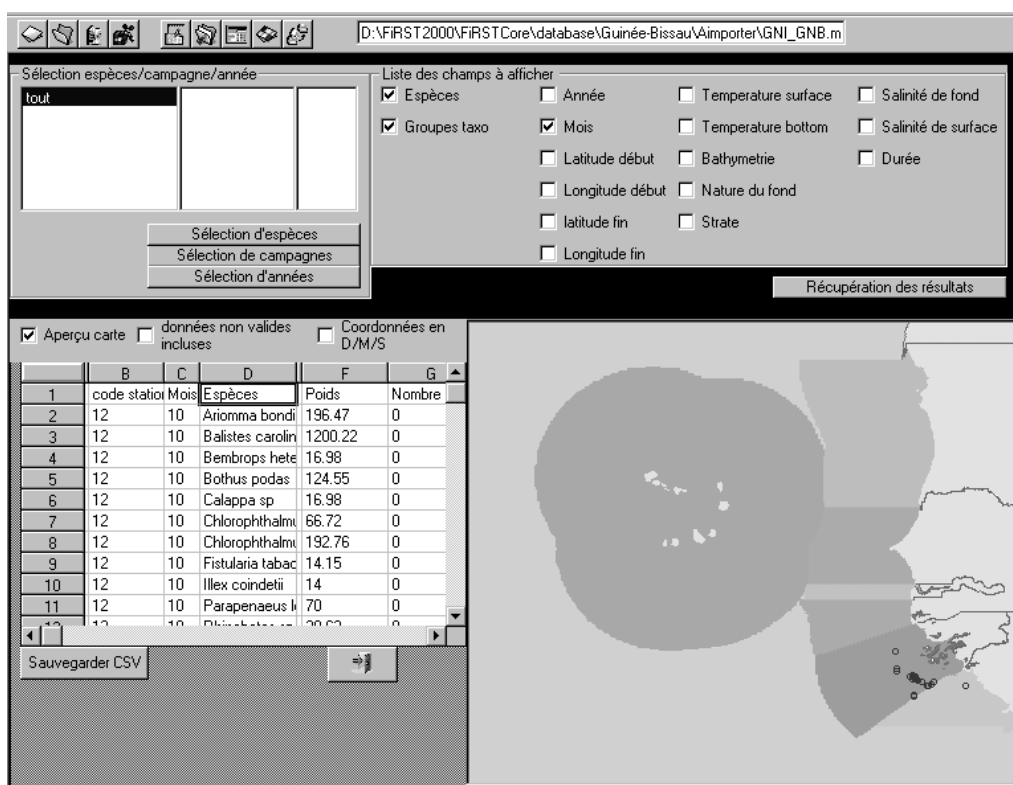 D:\FiRST2000\FiRSTCore\database\Guinée-Bissau\Aimporter\GNI_GNB.m
Sélection espèces/campagne/année
tout
Sélection d'espèces
Sélection de campagnes
Sélection d'années
Liste des champs à afficher
Espèces Année Temperature surface Salinité de fond
Groupes taxo Mois Temperature bottom Salinité de surface
Latitude début Bathymetrie Durée
Longitude début Nature du fond
latitude fin Strate
Longitude fin
Récupération des résultats
Aperçu carte données non valides incluses Coordonnées en D/M/S
B C D F G
1 code station Mois Espèces Poids Nombre
2 12 10 Ariomma bondi 196.47 0
3 12 10 Balistes carolin 1200.22 0
4 12 10 Bembrops hete 16.98 0
5 12 10 Bothus podas 124.55 0
6 12 10 Calappa sp 16.98 0
7 12 10 Chlorophthalmu 66.72 0
8 12 10 Chlorophthalmu 192.76 0
9 12 10 Fistularia tabac 14.15 0
10 12 10 Illex coindetii 14 0
11 12 10 Parapenaeus l 70 0
Sauvegarder CSV